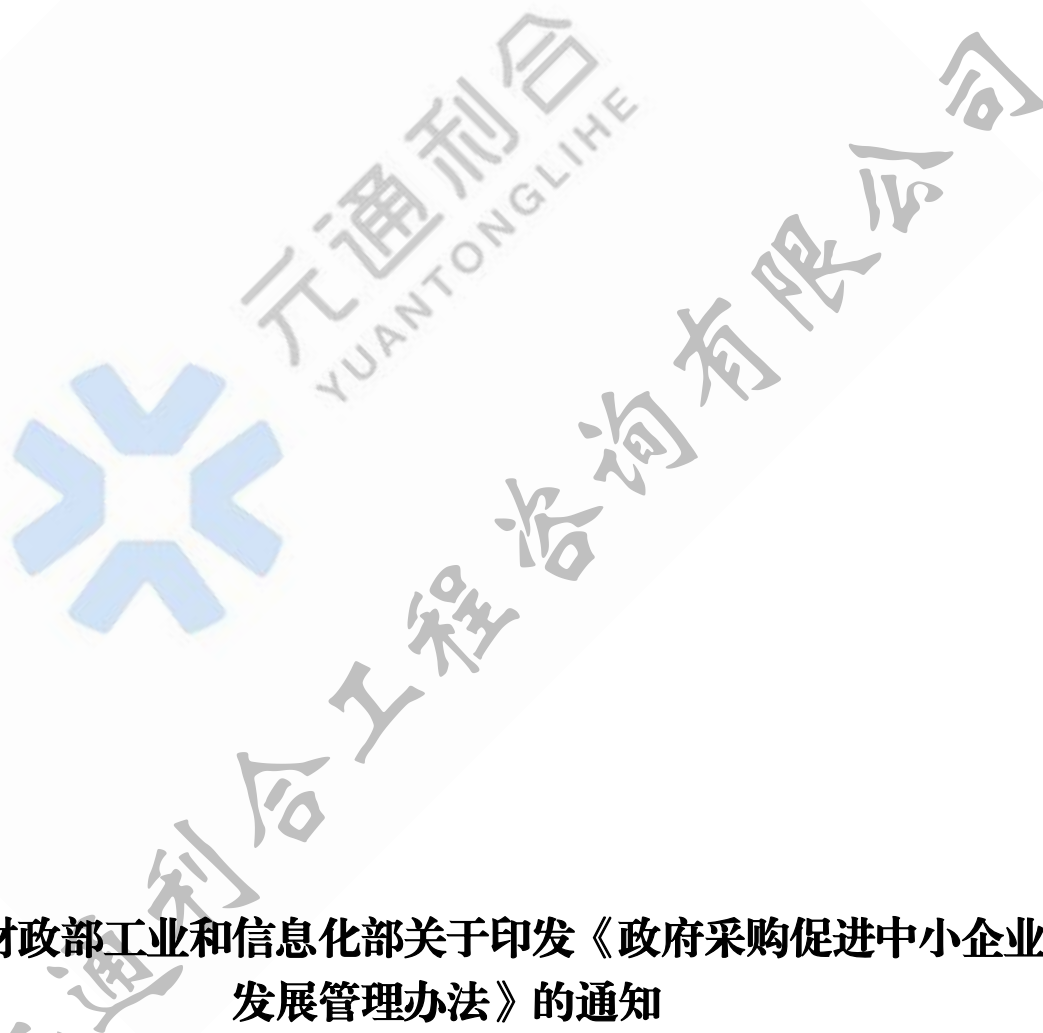 元通利合
YUANTONGLIHE
通利合工程咨询有限公司
财政部工业和信息化部关于印发《政府采购促进中小企业
发展管理办法》的通知